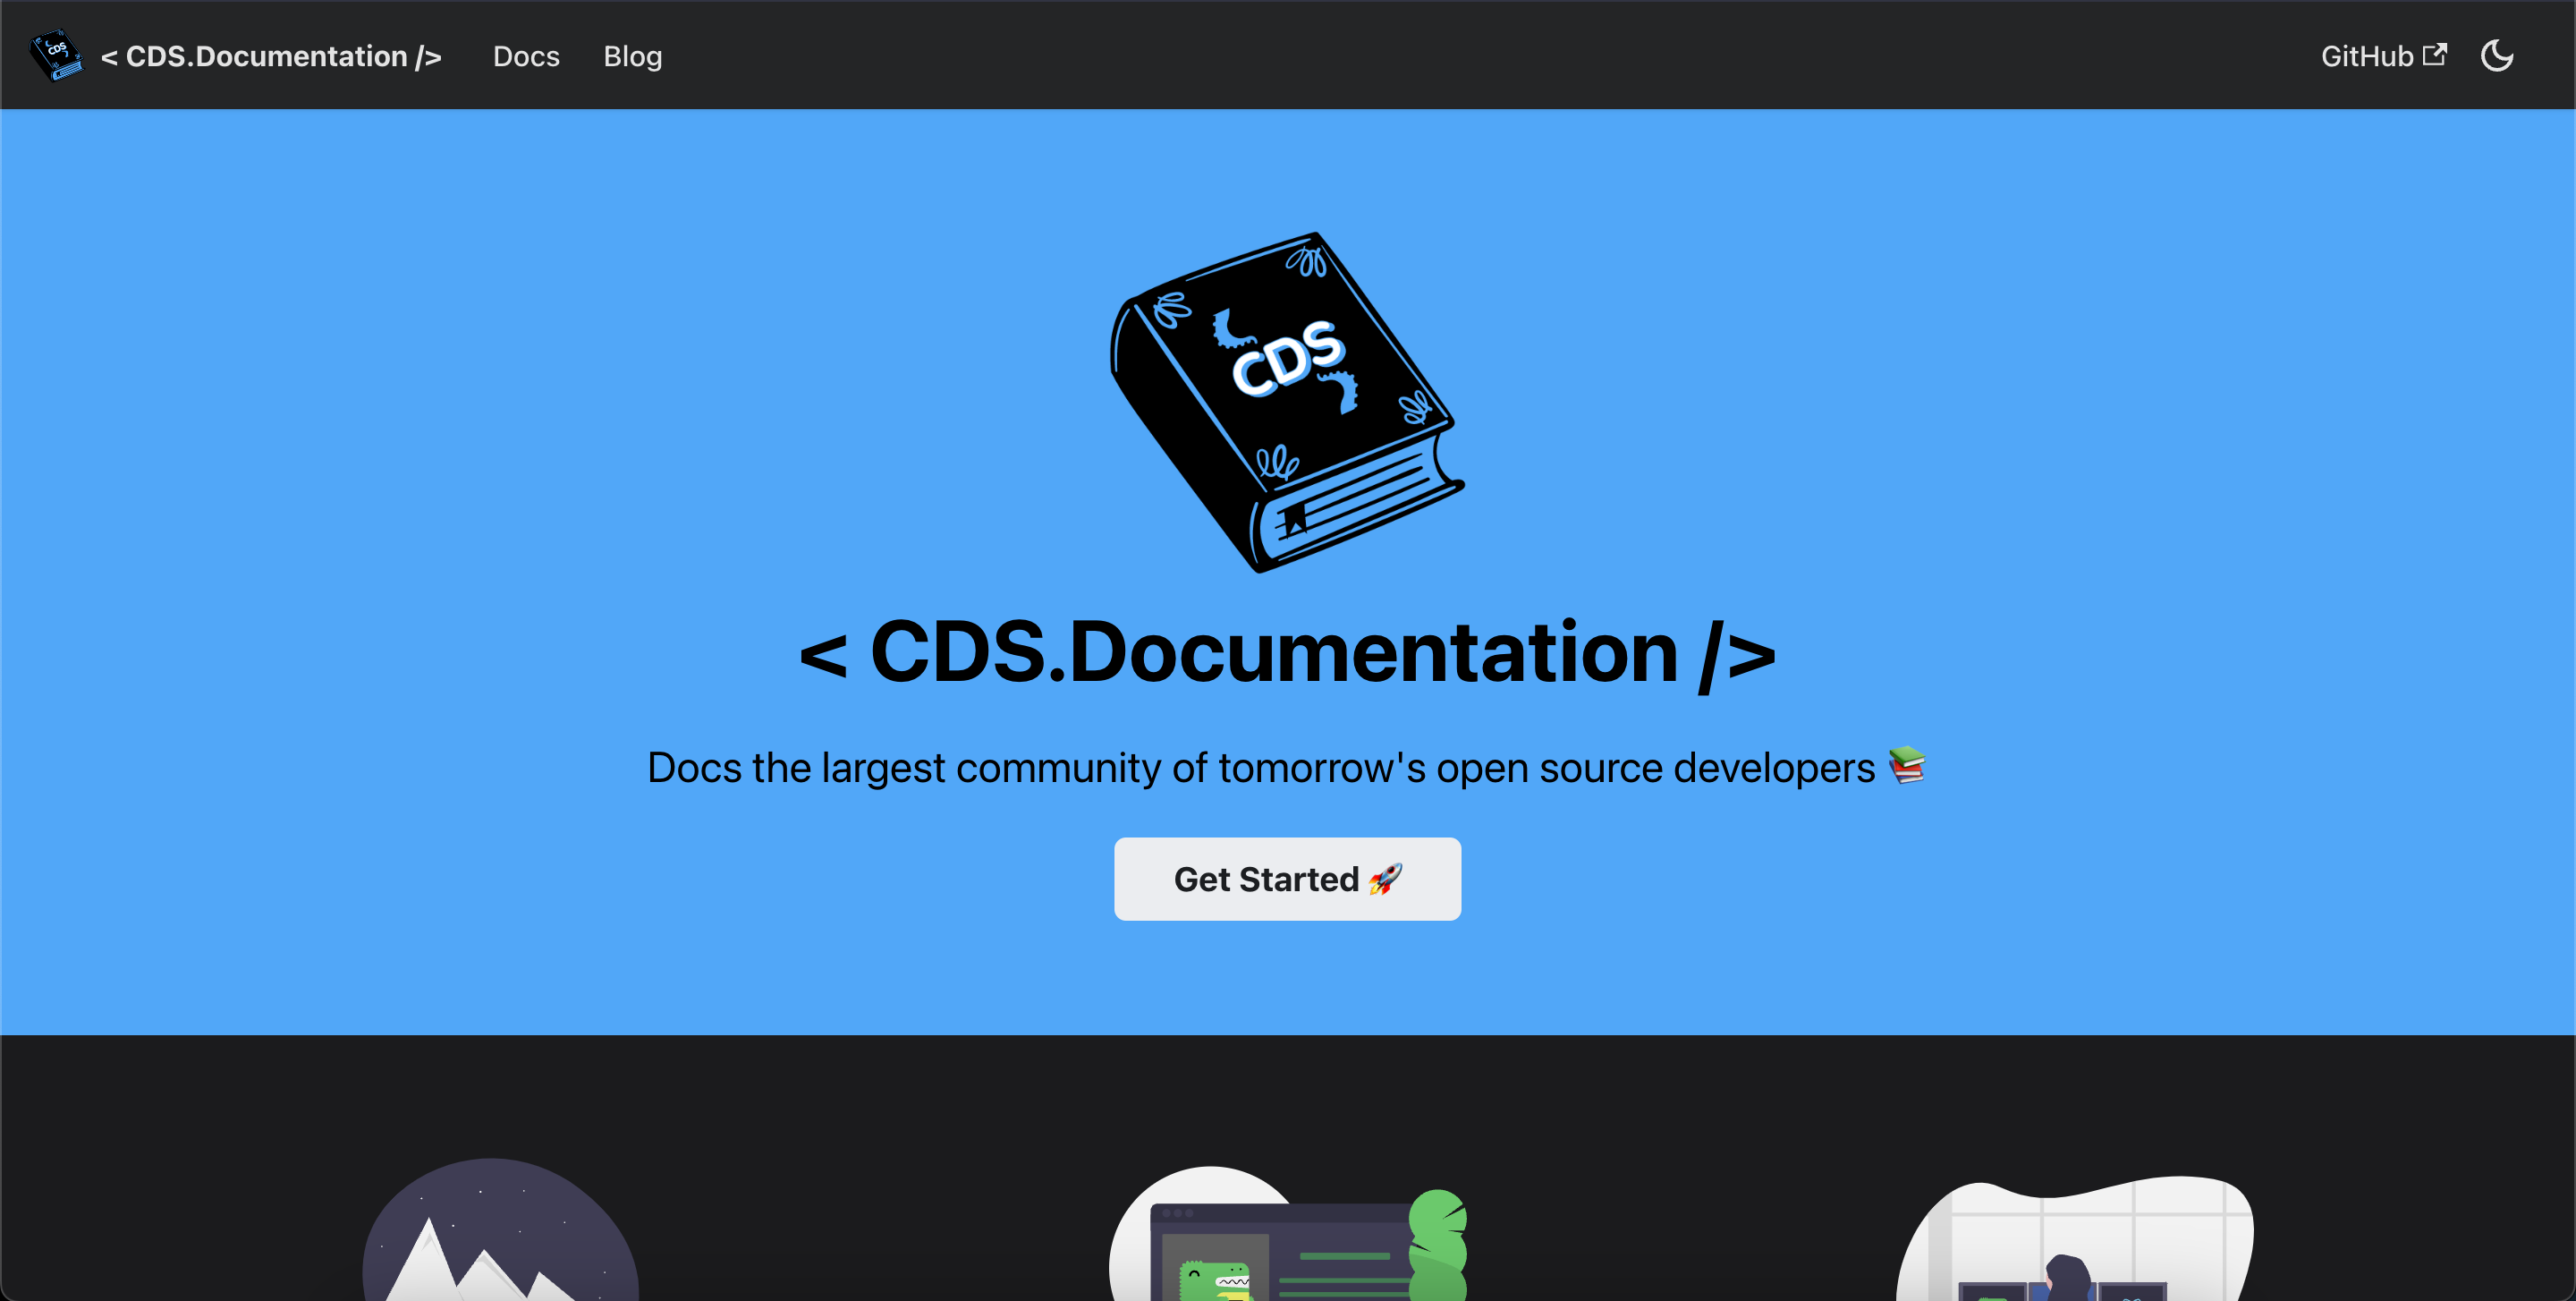 CDS
< CDS.Documentation />
Docs
Blog
GitHub
CDS
< CDS.Documentation />
Docs the largest community of tomorrow's open source developers 📚
Get Started 🚀